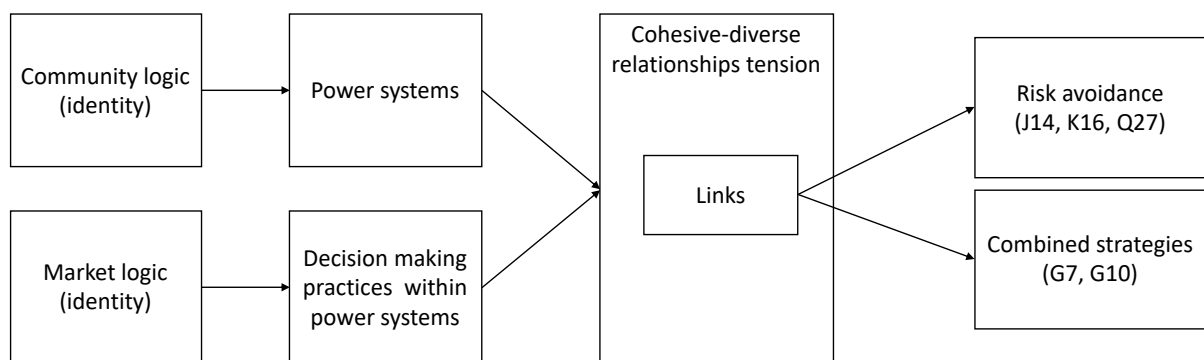 Community logic
(identity)
Power systems
Cohesive-diverse
relationships tension
Risk avoidance
(J14, K16, Q27)
Links
Market logic
(identity)
Decision making
practices within
power systems
Combined strategies
(G7, G10)